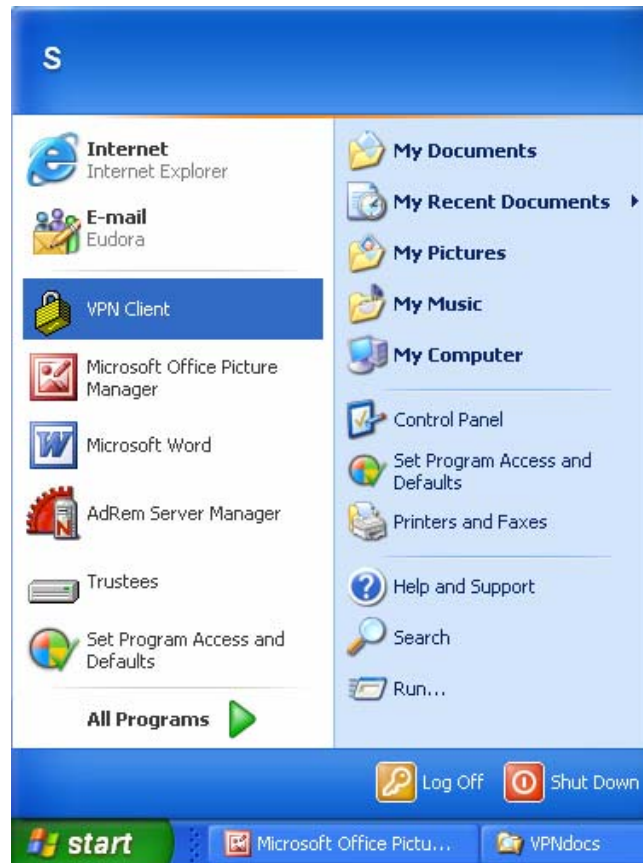 S
Internet
Internet Explorer
E-mail
Eudora
VPN Client
Microsoft Office Picture
Manager
Microsoft Word
AdRem Server Manager
Trustees
Set Program Access and
Defaults
All Programs
My Documents
My Recent Documents
My Pictures
My Music
My Computer
Control Panel
Set Program Access and
Defaults
Printers and Faxes
Help and Support
Search
Run...
Log Off
Shut Down
start
Microsoft Office Pictu...
VPNdocs